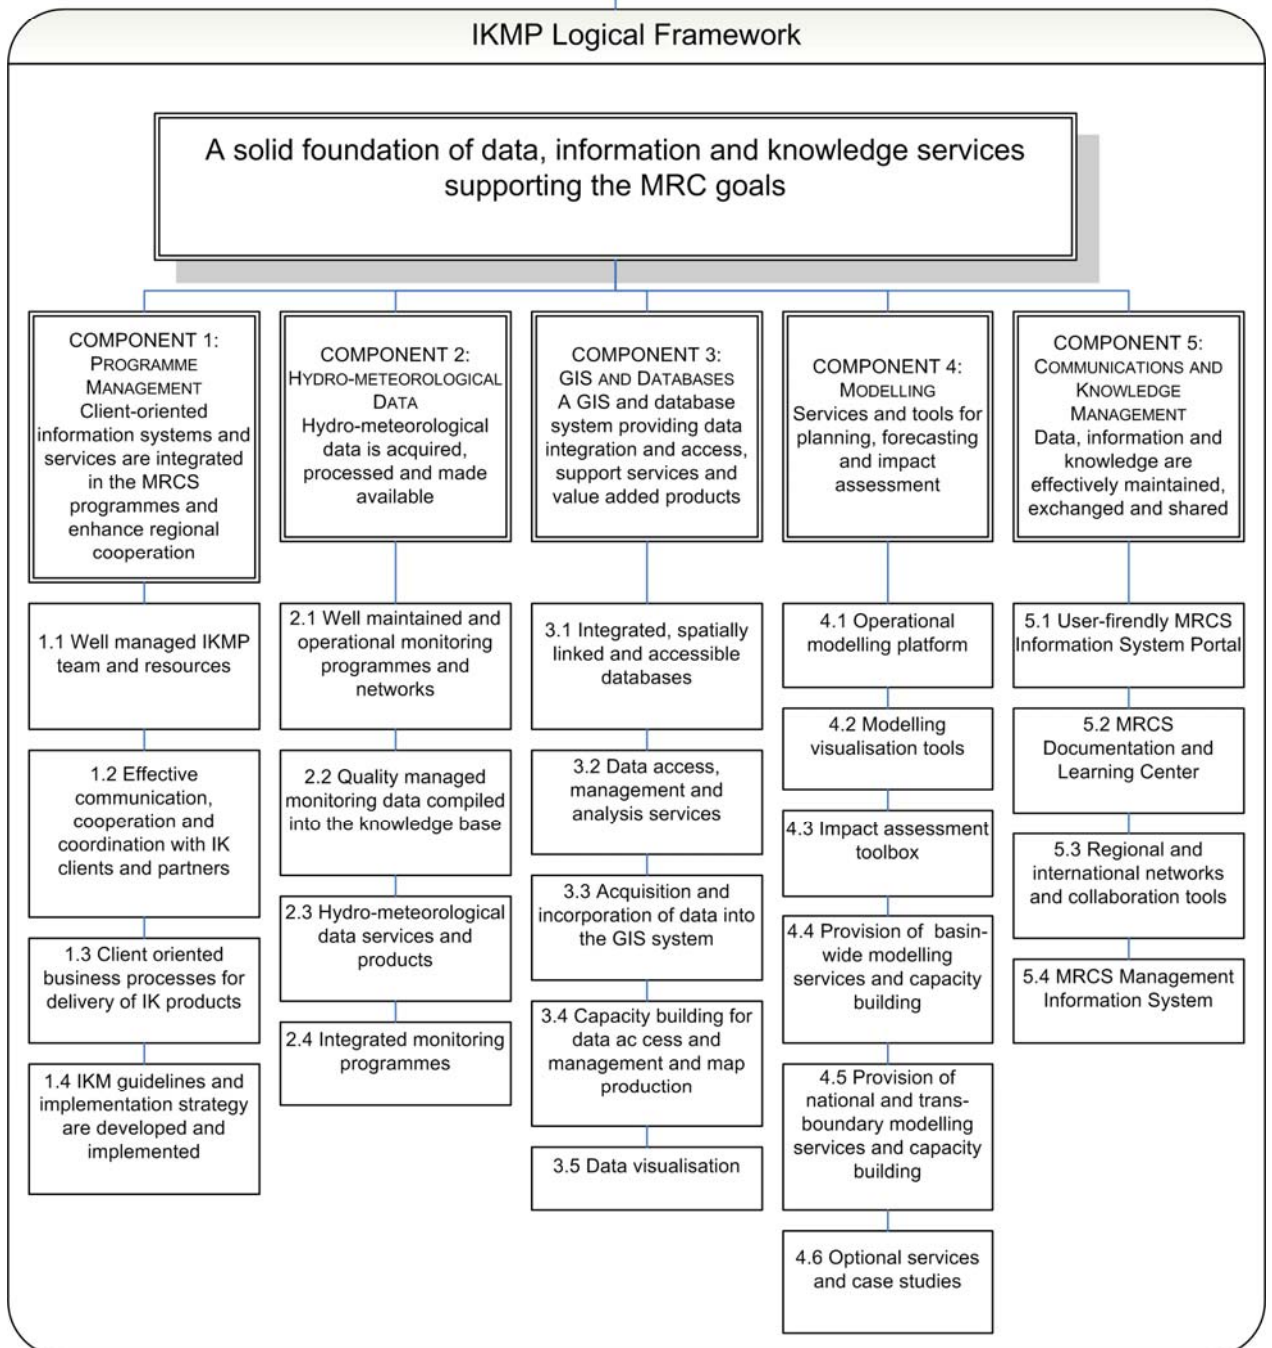 IKMP Logical Framework
A solid foundation of data, information and knowledge services
supporting the MRC goals
COMPONENT 1:
PROGRAMME
MANAGEMENT
Client-oriented
information systems and
services are integrated
in the MRCS
programmes and
enhance regional
cooperation
1.1 Well managed IKMP
team and resources
1.2 Effective
communication,
cooperation and
coordination with IK
clients and partners
1.3 Client oriented
business processes for
delivery of IK products
1.4 IKM guidelines and
implementation strategy
are developed and
implemented
COMPONENT 2:
HYDRO-METEOROLOGICAL
DATA
Hydro-meteorological
data is acquired,
processed and made
available
2.1 Well maintained and
operational monitoring
programmes and
networks
2.2 Quality managed
monitoring data compiled
into the knowledge base
2.3 Hydro-meteorological
data services and
products
2.4 Integrated monitoring
programmes
COMPONENT 3:
GIS AND DATABASES
A GIS and database
system providing data
integration and access,
support services and
value added products
3.1 Integrated, spatially
linked and accessible
databases
3.2 Data access,
management and
analysis services
3.3 Acquisition and
incorporation of data into
the GIS system
3.4 Capacity building for
data ac cess and
management and map
production
3.5 Data visualisation
COMPONENT 4:
MODELLING
Services and tools for
planning, forecasting
and impact
assessment
4.1 Operational
modelling platform
4.2 Modelling
visualisation tools
4.3 Impact assessment
toolbox
4.4 Provision of basin-
wide modelling
services and capacity
building
4.5 Provision of
national and trans-
boundary modelling
services and capacity
building
4.6 Optional services
and case studies
COMPONENT 5:
COMMUNICATIONS AND
KNOWLEDGE
MANAGEMENT
Data, information and
knowledge are
effectively maintained,
exchanged and shared
5.1 User-firendly MRCS
Information System Portal
5.2 MRCS
Documentation and
Learning Center
5.3 Regional and
international networks
and collaboration tools
5.4 MRCS Management
Information System